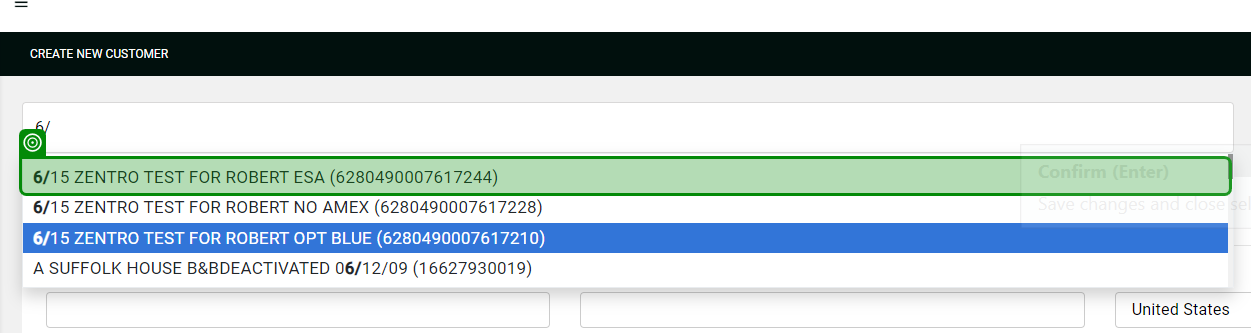 CREATE NEW CUSTOMER
6/
6/15 ZENTRO TEST FOR ROBERT ESA (6280490007617244)
Confirm (Enter)
Save changes and close sel
6/15 ZENTRO TEST FOR ROBERT NO AMEX (6280490007617228)
6/15 ZENTRO TEST FOR ROBERT OPT BLUE (6280490007617210)
A SUFFOLK HOUSE B&BDEACTIVATED 06/12/09 (16627930019)
United States